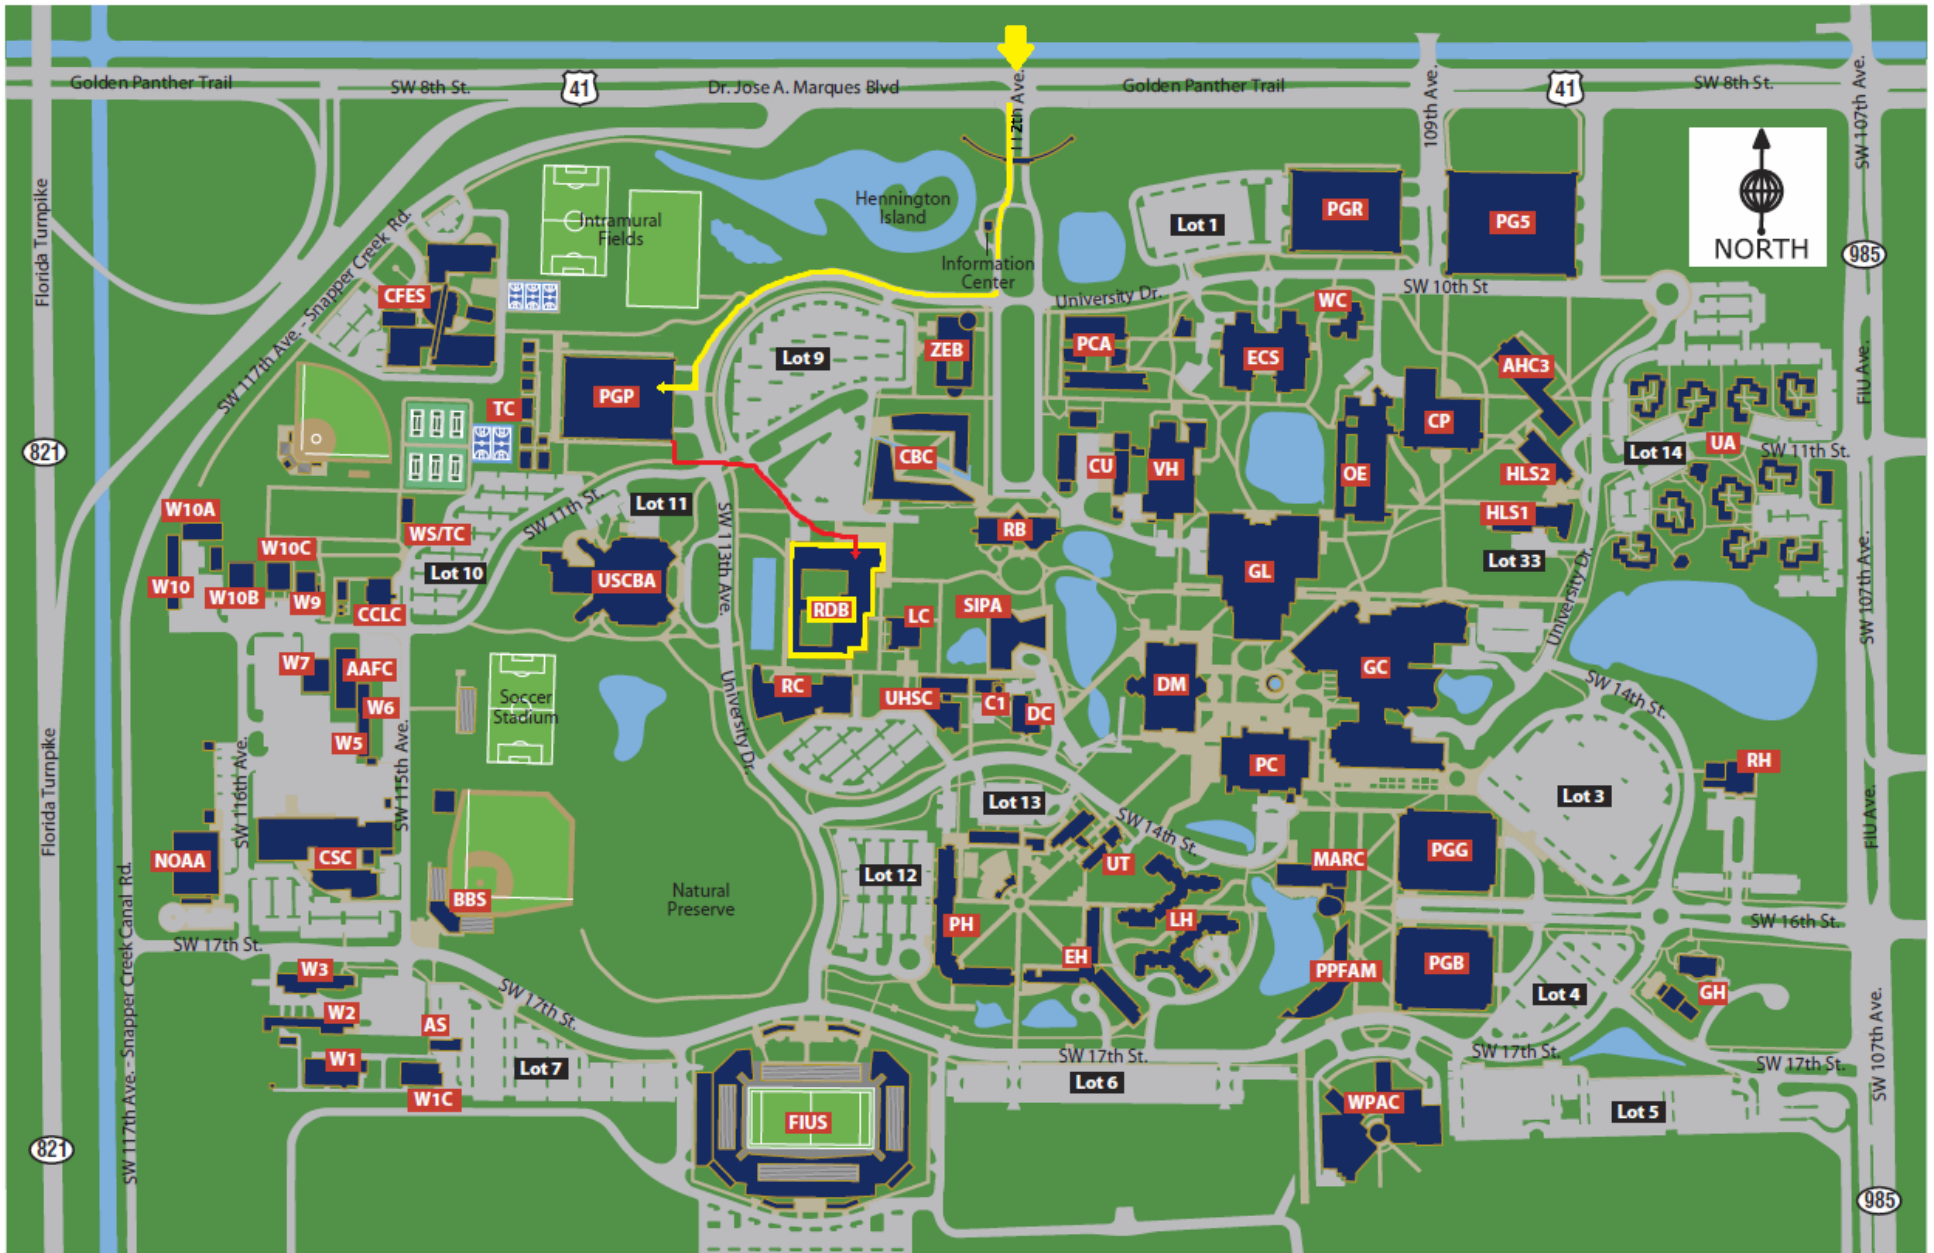 Golden Panther Trail
SW 8th St.
41
Dr. Jose A. Marques Blvd
112th Ave.
Golden Panther Trail
109th Ave.
41
SW 8th St.
SW 107th Ave.
NORTH
985
Florida Turnpike
SW 117th Ave. - Snapper Creek Rd.
Intramural
Fields
Hennington
Island
Information
Center
Lot 1
PGR
PG5
University Dr.
SW 10th St
CFES
WC
Lot 9
ZEB
PCA
ECS
AHC3
PGP
TC
CP
FIU Ave.
821
CBC
CU
VH
OE
HLS2
Lot 14
UA
SW 11th St.
W10A
Lot 11
SW 11th St.
SW 113th Ave.
HLS1
WS/TC
RB
W10C
Lot 10
USCBA
GL
Lot 33
W10
W10B
W9
CCLC
RDB
LC
SIPA
University Dr.
SW 107th Ave.
W7
AAFC
W6
W5
Soccer
Stadium
RC
University Dr.
UHSC
C1
DC
DM
GC
SW 14th St.
Florida Turnpike
SW 116th Ave.
SW 115th Ave.
PC
RH
Lot 13
Lot 3
SW 14th St.
FIU Ave.
NOAA
CSC
BBS
Natural
Preserve
Lot 12
UT
MARC
PGG
PH
LH
SW 16th St.
SW 17th St.
SW 117th Ave. - Snapper Creek Canal Rd.
EH
PPFAM
PGB
W3
SW 17th St.
Lot 4
GH
W2
AS
W1
Lot 7
SW 17th St.
Lot 6
SW 17th St.
SW 17th St.
SW 107th Ave.
W1C
FIUS
WPAC
Lot 5
821
985